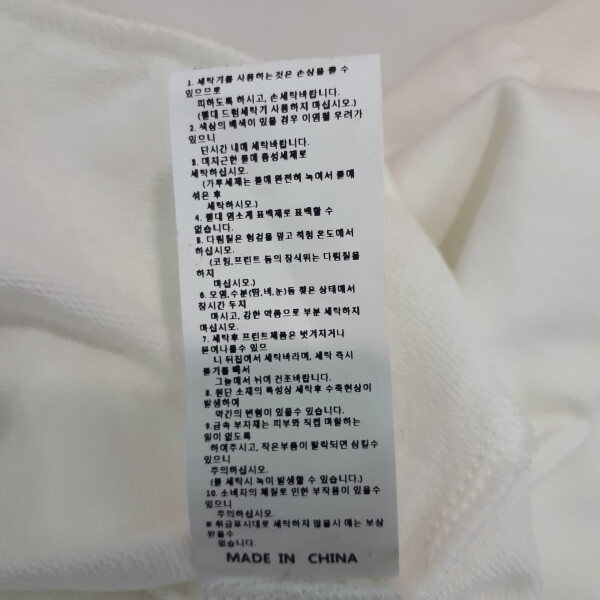 1. 세탁기를 사용하는것은 손상을 줄 수
있으므로
피하도록 하시고, 손세탁바랍니다.
(절대 드럼세탁기 사용하지 마십시오.)
2. 색상의 배색이 있을 경우 이염될 우려가
있으니
단시간 내에 세탁바랍니다.
3. 미지근한 물에 중성세제로
세탁하십시오.
(가루세제는 물에 완전히 녹여서 물에
섞은 후
세탁하십시오.)
4. 절대 염소계 표백제로 표백할 수
없습니다.
5. 다림질은 헝겊을 덮고 적정 온도에서
하십시오.
(코팅,프린트 등의 장식위는 다림질을
하지
마십시오.)
6. 오염,수분(땀,비,눈)등 젖은 상태에서
장시간 두지
마시고, 강한 약품으로 부분 세탁하지
마십시오.
7. 세탁후 프린트제품은 벗겨지거나
묻어나올수 있으
니 뒤집어서 세탁바라며, 세탁 즉시
물기를 빼서
그늘에서 뉘어 건조바랍니다.
8. 원단 소재의 특성상 세탁후 수축현상이
발생하여
약간의 변형이 있을수 있습니다.
9.금속 부자재는 피부와 직접 마찰하는
일이 없도록
하여주시고, 작은부품이 탈락되면 삼킬수
있으니
주의하십시오.
(물 세탁시 녹이 발생할 수 있습니다.)
10. 소비자의 체질로 인한 부작용이 있을수
있으니
주의하십시오.
※ 취급표시대로 세탁하지 않을시 에는 보상
받을수
없습니다.
MADE IN CHINA